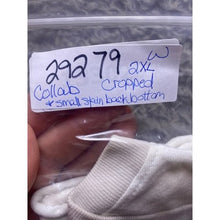 29279 2XL W
Collab cropped
* small stain back bottom